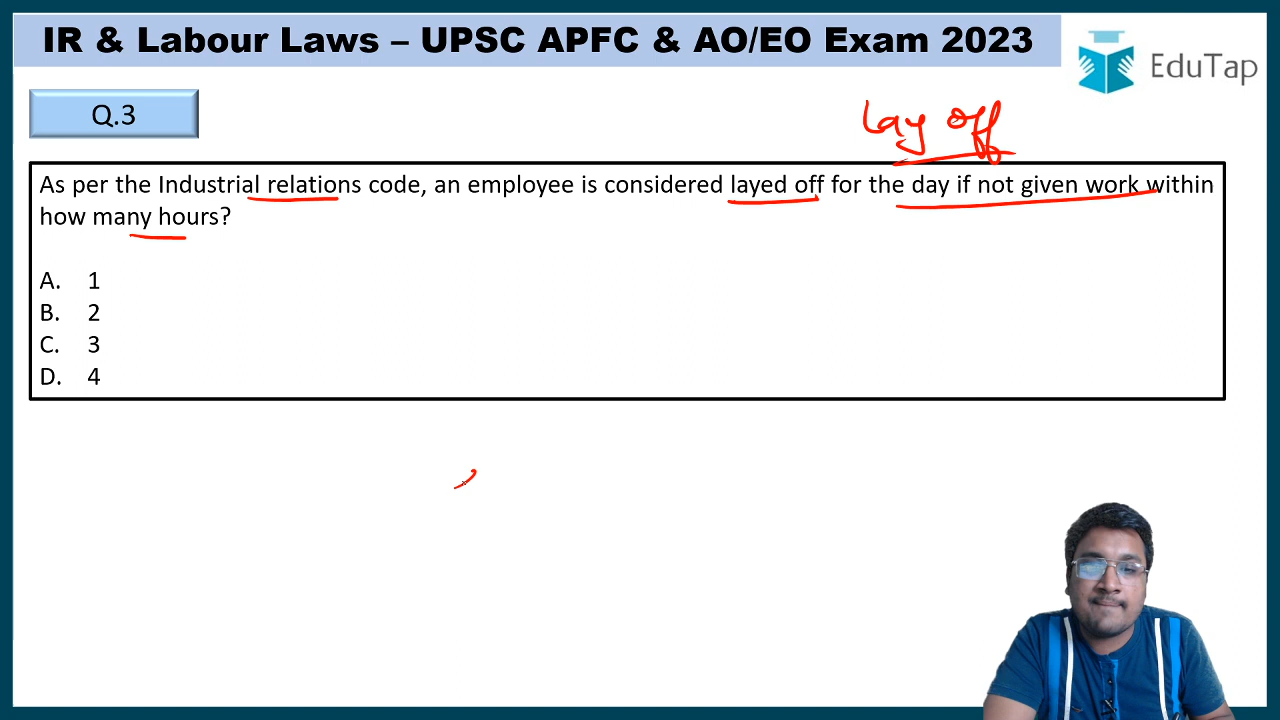 IR & Labour Laws – UPSC APFC & AO/EO Exam 2023
EduTap
Q.3
Lay off
As per the Industrial relations code, an employee is considered layed off for the day if not given work within
how many hours?
A. 1
B. 2
C. 3
D. 4